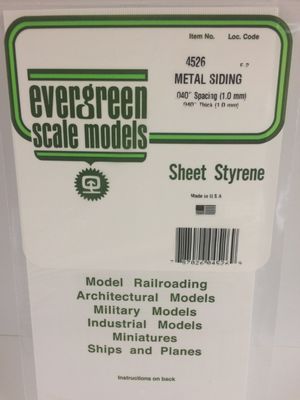 Item No. Loc. Code
4526
METAL SIDING
.040" Spacing (1.0 mm)
.040" Thick (1.0 mm)
evergreen
scale models
Sheet Styrene
Made in U.S.A
Model Railroading
Architectural Models
Military Models
Industrial Models
Miniatures
Ships and Planes
Instructions on back